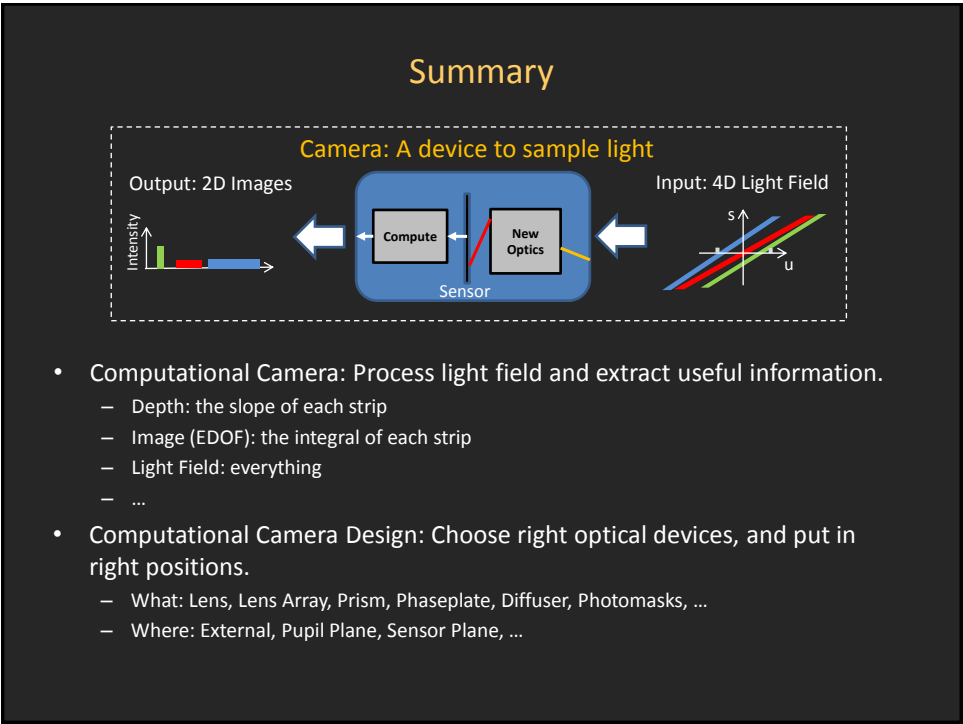 Summary
Camera: A device to sample light
Output: 2D Images
Input: 4D Light Field
Intensity
Compute
New
Optics
Sensor
s
u
• Computational Camera: Process light field and extract useful information.
– Depth: the slope of each strip
– Image (EDOF): the integral of each strip
– Light Field: everything
– …
• Computational Camera Design: Choose right optical devices, and put in
right positions.
– What: Lens, Lens Array, Prism, Phaseplate, Diffuser, Photomasks, …
– Where: External, Pupil Plane, Sensor Plane, …